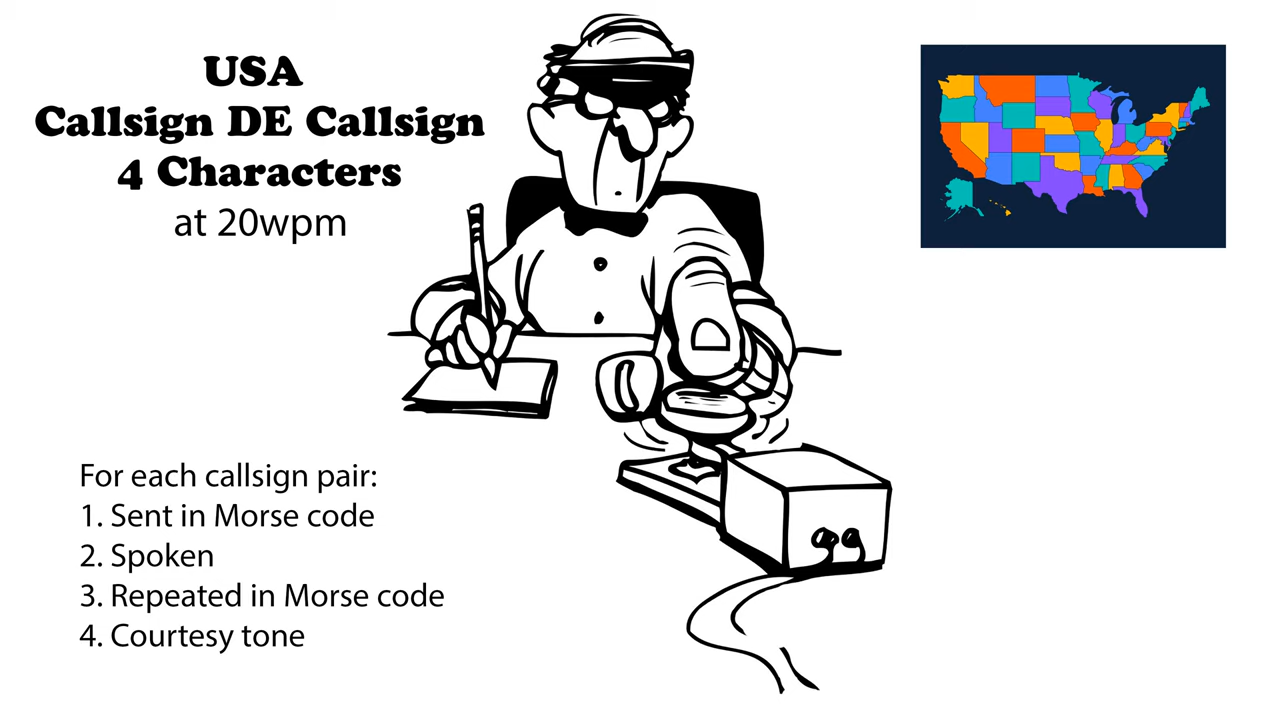 USA
Callsign DE Callsign
4 Characters
at 20wpm
For each callsign pair:
1. Sent in Morse code
2. Spoken
3. Repeated in Morse code
4. Courtesy tone